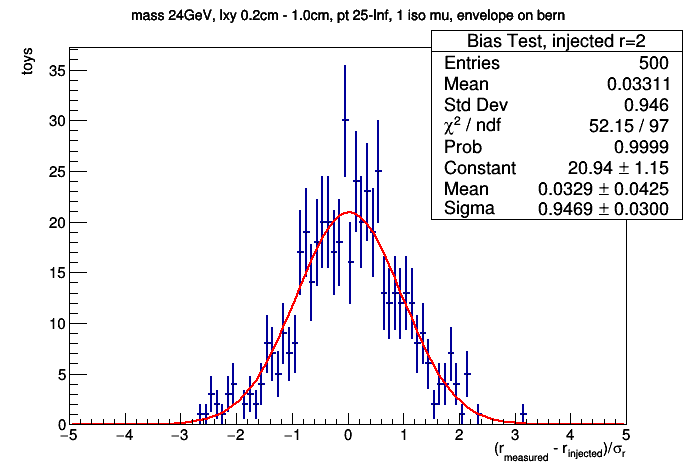 mass 24GeV, lxy 0.2cm - 1.0cm, pt 25-Inf, 1 iso mu, envelope on bern
toys
Bias Test, injected r=2
Entries 500
Mean 0.03311
Std Dev 0.946
χ² / ndf 52.15 / 97
Prob 0.9999
Constant 20.94 ± 1.15
Mean 0.0329 ± 0.0425
Sigma 0.9469 ± 0.0300
35
30
25
20
15
10
5
0
−5 −4 −3 −2 −1 0 1 2 3 4 5
(r_measured - r_injected)/σ_r